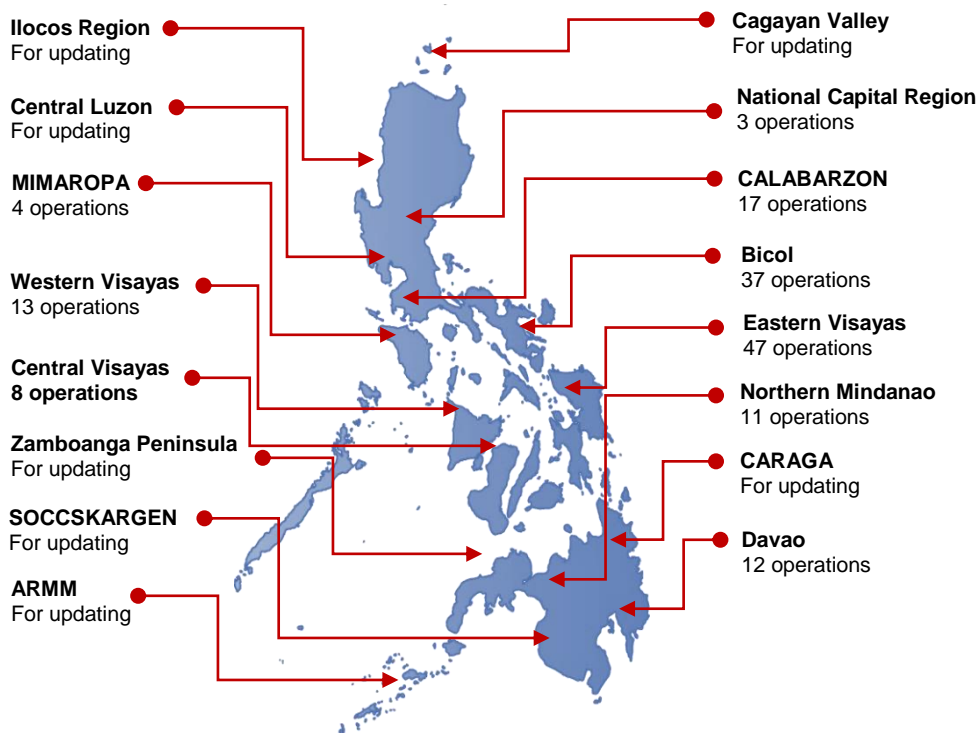 Ilocos Region
For updating
Central Luzon
For updating
MIMAROPA
4 operations
Western Visayas
13 operations
Central Visayas
8 operations
Zamboanga Peninsula
For updating
SOCCSKARGEN
For updating
ARMM
For updating
Cagayan Valley
For updating
National Capital Region
3 operations
CALABARZON
17 operations
Bicol
37 operations
Eastern Visayas
47 operations
Northern Mindanao
11 operations
CARAGA
For updating
Davao
12 operations